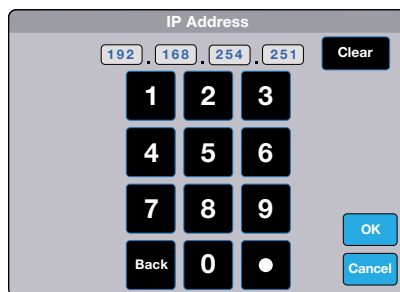 IP Address
192 . 168 . 254 . 251 Clear
1 2 3
4 5 6
7 8 9
OK
Back 0 ●
Cancel